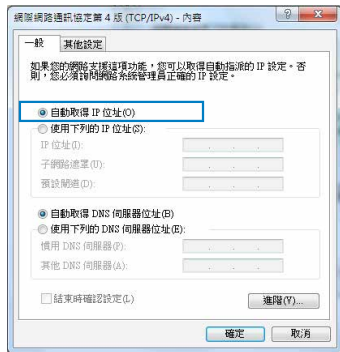 網際網路通訊協定第 4 版 (TCP/IPv4) - 內容
一般
其他設定
如果您的網路支援這項功能，您可以取得自動指派的 IP 設定。否
則，您必須詢問網路系統管理員正確的 IP 設定。
自動取得 IP 位址(O)
使用下列的 IP 位址(S):
IP 位址(I):
子網路遮罩(U):
預設閘道(D):
自動取得 DNS 伺服器位址(B)
使用下列的 DNS 伺服器位址(E):
慣用 DNS 伺服器(P):
其他 DNS 伺服器(A):
結束時確認設定(L)
進階(V)...
確定
取消